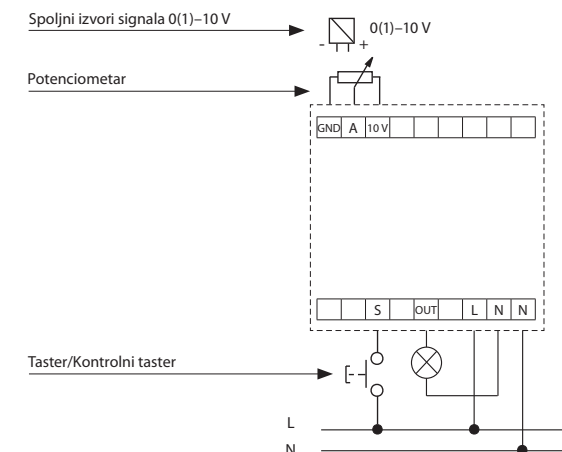 Spoljni izvori signala 0(1)–10 V
0(1)–10 V
- +
Potenciometar
GND A 10 V
S OUT L N N
Taster/Kontrolni taster
L
N